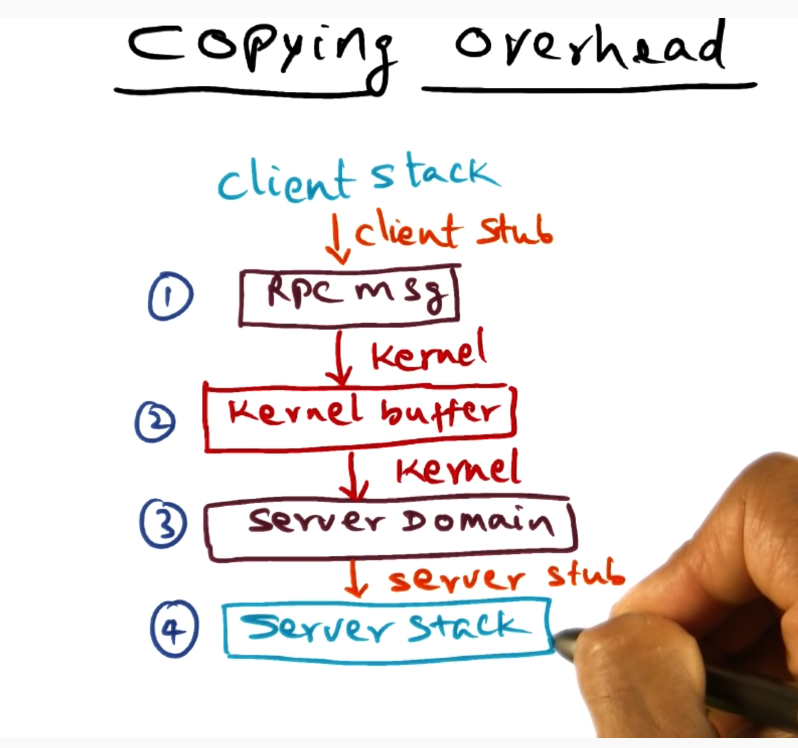 Copying Overhead
client stack
client stub
1 RPC msg
kernel
2 Kernel buffer
kernel
3 Server Domain
server stub
4 Server stack